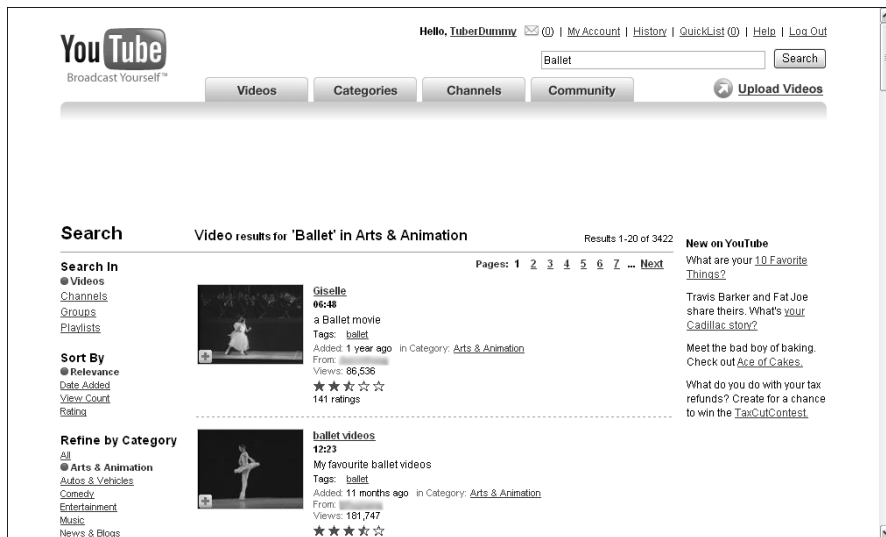 Hello, TuberDummy (0) | My Account | History | QuickList (0) | Help | Log Out
YouTube
Broadcast Yourself™
Ballet Search
Videos Categories Channels Community Upload Videos
Search
Video results for 'Ballet' in Arts & Animation
Results 1-20 of 3422
Pages: 1 2 3 4 5 6 7 ... Next
Search In
Videos
Channels
Groups
Playlists
Sort By
Relevance
Date Added
View Count
Rating
Refine by Category
All
Arts & Animation
Autos & Vehicles
Comedy
Entertainment
Music
News & Blogs
Giselle
06:48
a Ballet movie
Tags: ballet
Added: 1 year ago in Category: Arts & Animation
From:
Views: 86,536
141 ratings
ballet videos
12:23
My favourite ballet videos
Tags: ballet
Added: 11 months ago in Category: Arts & Animation
From:
Views: 181,747
New on YouTube
What are your 10 Favorite
Things?
Travis Barker and Fat Joe
share theirs. What's your
Cadillac story?
Meet the bad boy of baking.
Check out Ace of Cakes.
What do you do with your tax
refunds? Create for a chance
to win the TaxCutContest.